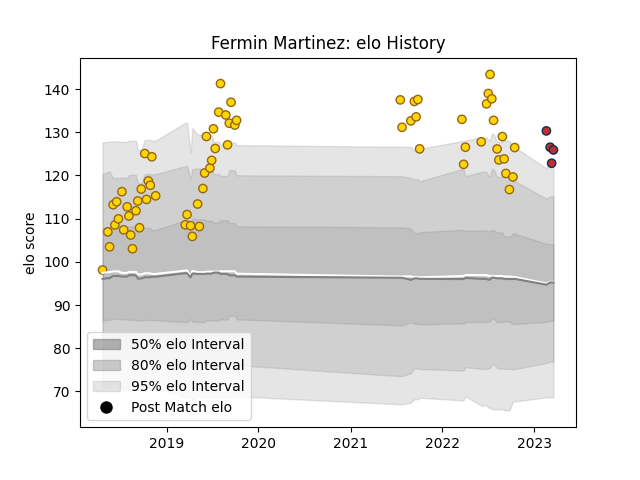 Fermin Martinez: elo History
elo score
140
130
120
110
100
90
80
70
50% elo Interval
80% elo Interval
95% elo Interval
Post Match elo
2019
2020
2021
2022
2023